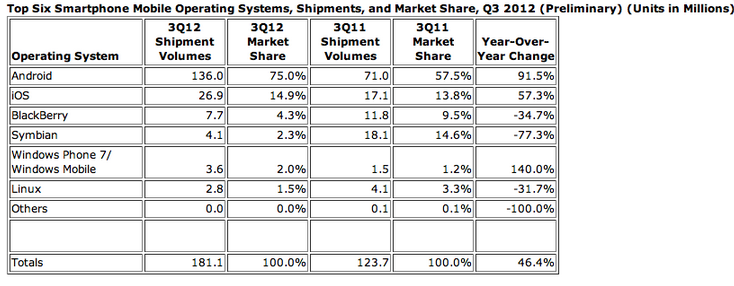 Top Six Smartphone Mobile Operating Systems, Shipments, and Market Share, Q3 2012 (Preliminary) (Units in Millions)
Operating System 3Q12 Shipment Volumes 3Q12 Market Share 3Q11 Shipment Volumes 3Q11 Market Share Year-Over-Year Change
Android 136.0 75.0% 71.0 57.5% 91.5%
iOS 26.9 14.9% 17.1 13.8% 57.3%
BlackBerry 7.7 4.3% 11.8 9.5% -34.7%
Symbian 4.1 2.3% 18.1 14.6% -77.3%
Windows Phone 7/
Windows Mobile 3.6 2.0% 1.5 1.2% 140.0%
Linux 2.8 1.5% 4.1 3.3% -31.7%
Others 0.0 0.0% 0.1 0.1% -100.0%
Totals 181.1 100.0% 123.7 100.0% 46.4%